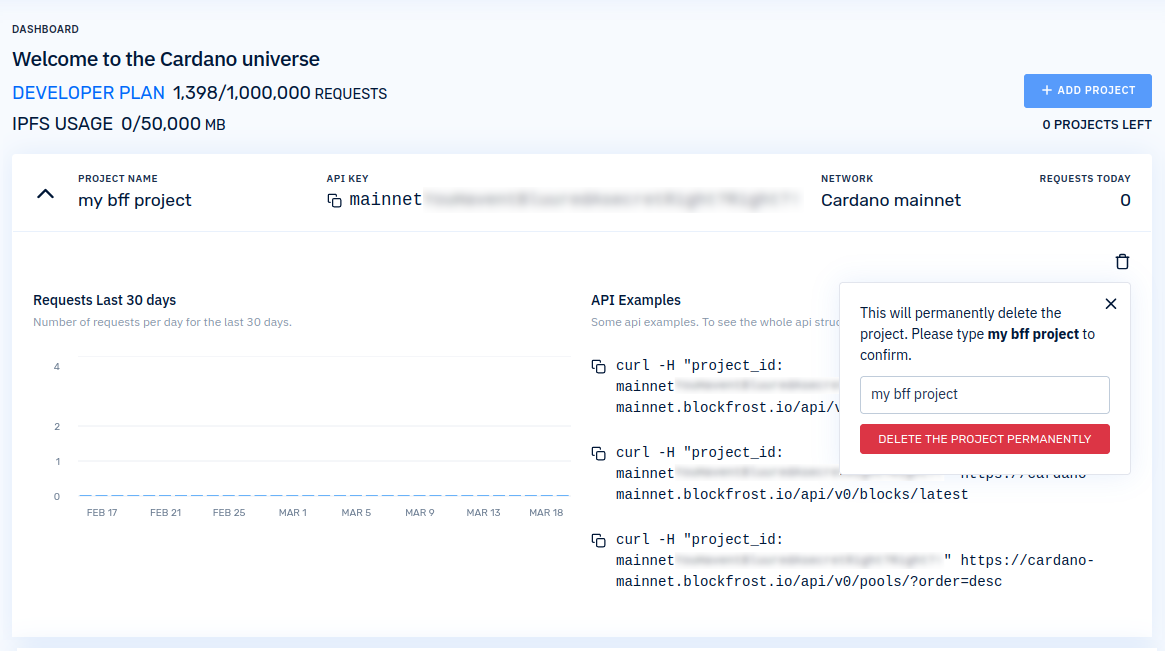 DASHBOARD
Welcome to the Cardano universe
DEVELOPER PLAN 1,398/1,000,000 REQUESTS
IPFS USAGE 0/50,000 MB
+ ADD PROJECT
0 PROJECTS LEFT
PROJECT NAME
my bff project
API KEY
mainnet
NETWORK
Cardano mainnet
REQUESTS TODAY
0
Requests Last 30 days
Number of requests per day for the last 30 days.
4
2
1
0
FEB 17 FEB 21 FEB 25 MAR 1 MAR 5 MAR 9 MAR 13 MAR 18
API Examples
Some api examples. To see the whole api
curl -H "project_id:
mainnet
mainnet.blockfrost.io/api/
curl -H "project_id:
mainnet " https://cardano-
mainnet.blockfrost.io/api/v0/blocks/latest
curl -H "project_id:
mainnet " https://cardano-
mainnet.blockfrost.io/api/v0/pools/?order=desc
This will permanently delete the
project. Please type my bff project to
confirm.
my bff project
DELETE THE PROJECT PERMANENTLY